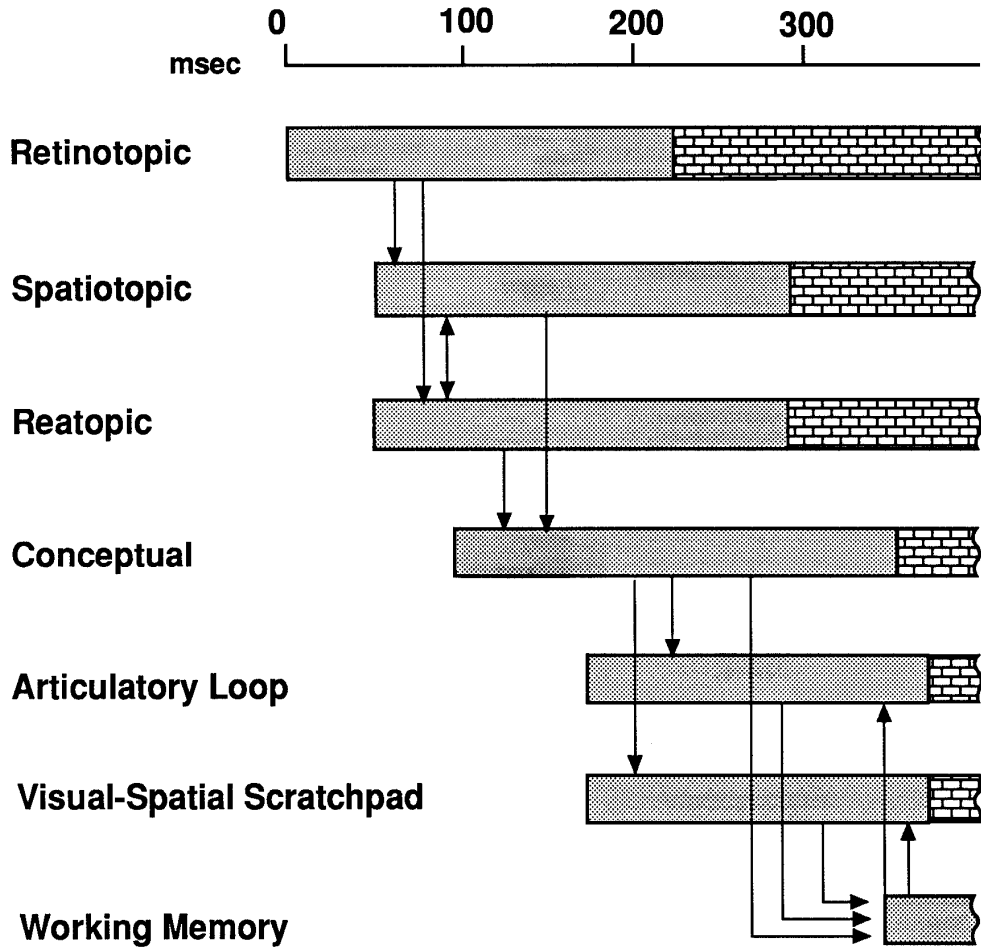 0 100 200 300
msec
Retinotopic
Spatiotopic
Reatopic
Conceptual
Articulatory Loop
Visual-Spatial Scratchpad
Working Memory